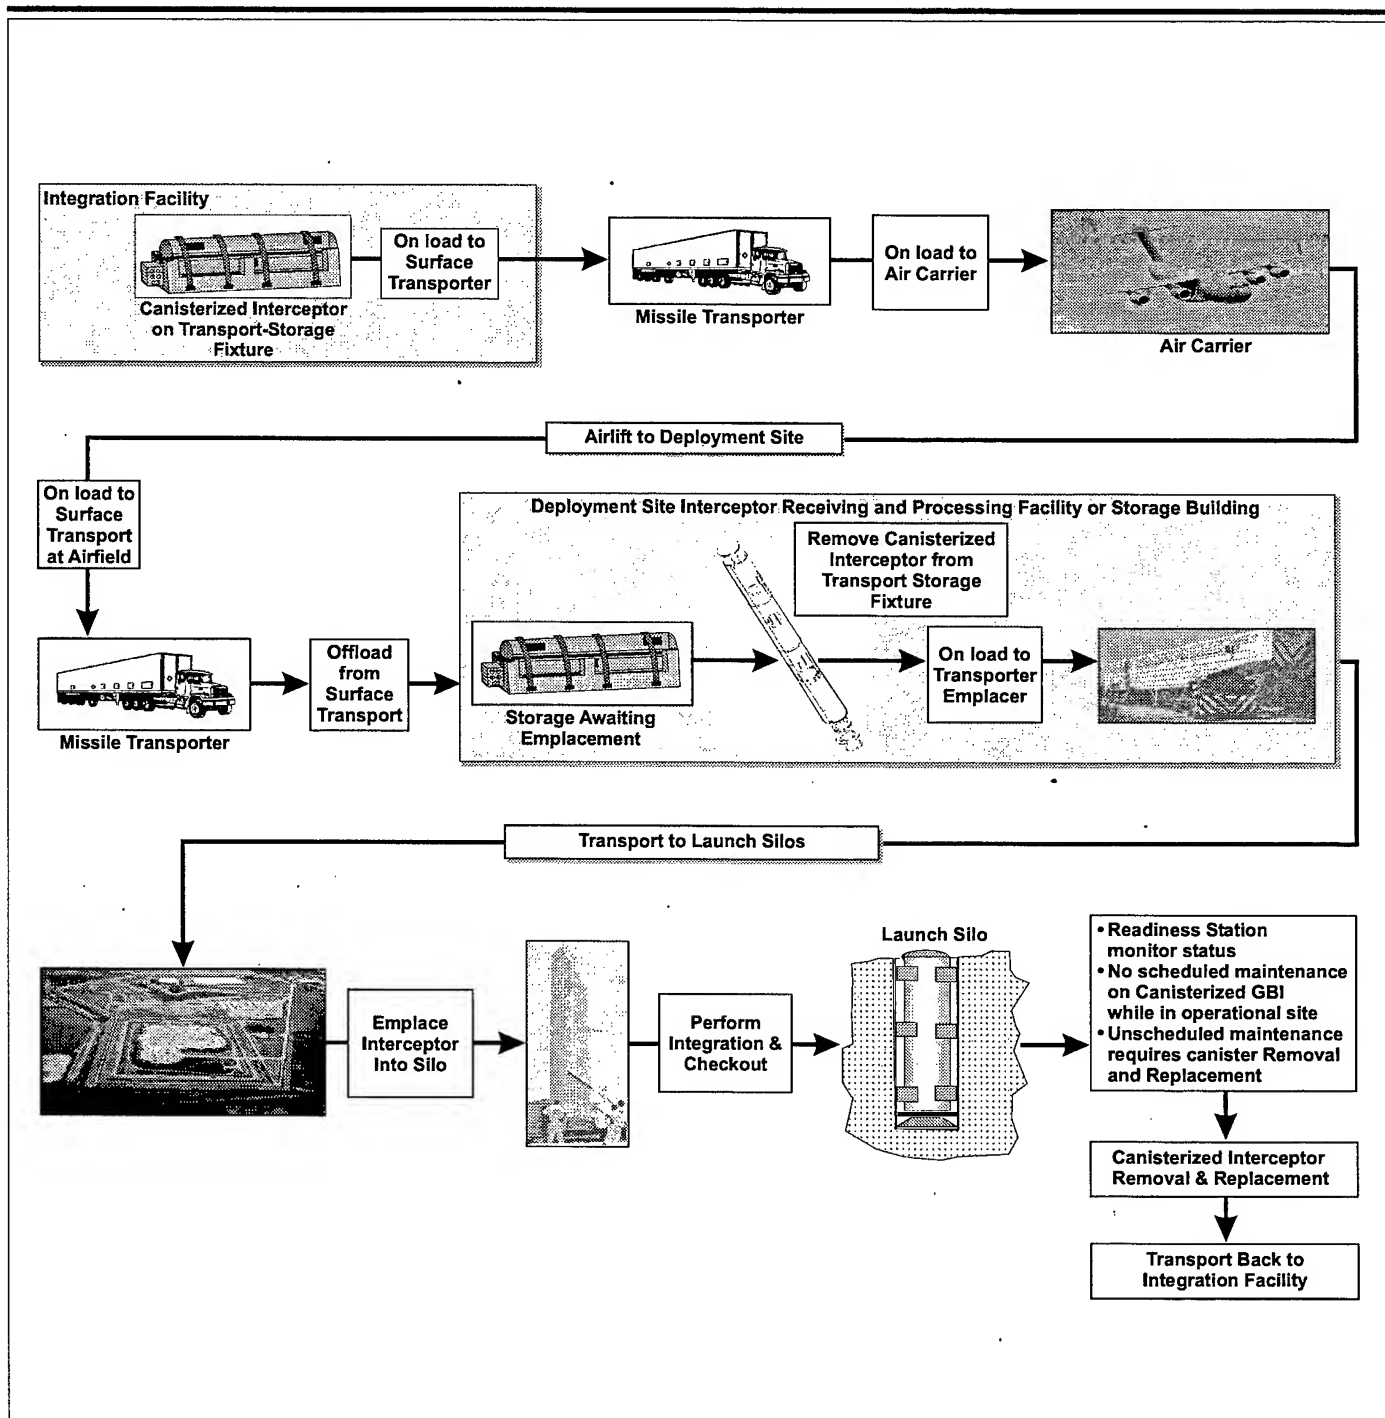 Integration Facility
Canisterized Interceptor
on Transport-Storage
Fixture
On load to
Surface
Transporter
Missile Transporter
On load to
Air Carrier
Air Carrier
Airlift to Deployment Site
On load to
Surface
Transport
at Airfield
Missile Transporter
Offload
from
Surface
Transport
Deployment Site Interceptor Receiving and Processing Facility or Storage Building
Storage Awaiting
Emplacement
Remove Canisterized
Interceptor from
Transport Storage
Fixture
On load to
Transporter
Emplacer
Transport to Launch Silos
Emplace
Interceptor
Into Silo
Perform
Integration &
Checkout
Launch Silo
• Readiness Station
monitor status
• No scheduled maintenance
on Canisterized GBI
while in operational site
• Unscheduled maintenance
requires canister Removal
and Replacement
Canisterized Interceptor
Removal & Replacement
Transport Back to
Integration Facility